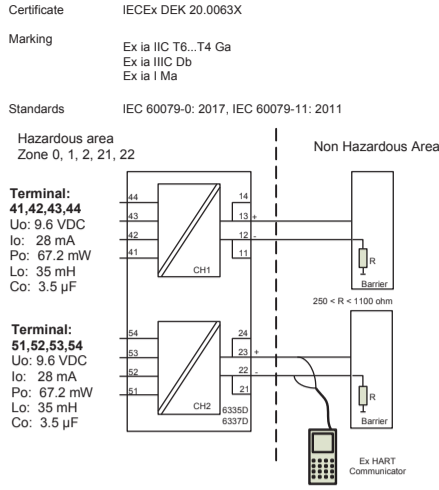 Certificate IECEx DEK 20.0063X
Marking
Ex ia IIC T6...T4 Ga
Ex ia IIIC Db
Ex ia I Ma
Standards IEC 60079-0: 2017, IEC 60079-11: 2011
Hazardous area
Zone 0, 1, 2, 21, 22
Non Hazardous Area
Terminal:
41,42,43,44
Uo: 9.6 VDC
Io: 28 mA
Po: 67.2 mW
Lo: 35 mH
Co: 3.5 µF
44
43
42
41
CH1
14
13 +
12 -
11
R
Barrier
250 < R < 1100 ohm
Terminal:
51,52,53,54
Uo: 9.6 VDC
Io: 28 mA
Po: 67.2 mW
Lo: 35 mH
Co: 3.5 µF
54
53
52
51
CH2
24
23 +
22 -
21
6335D
6337D
R
Barrier
Ex HART
Communicator